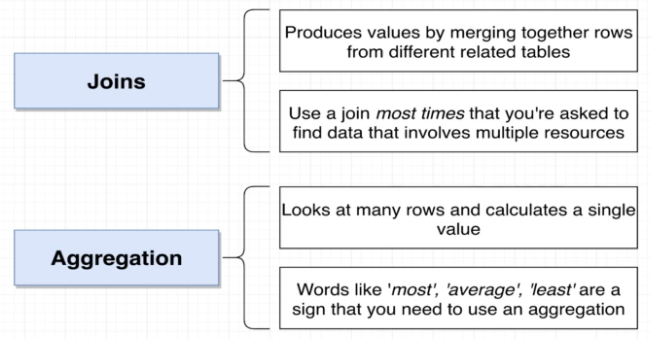 Joins
Produces values by merging together rows
from different related tables
Use a join most times that you're asked to
find data that involves multiple resources
Aggregation
Looks at many rows and calculates a single
value
Words like 'most', 'average', 'least' are a
sign that you need to use an aggregation